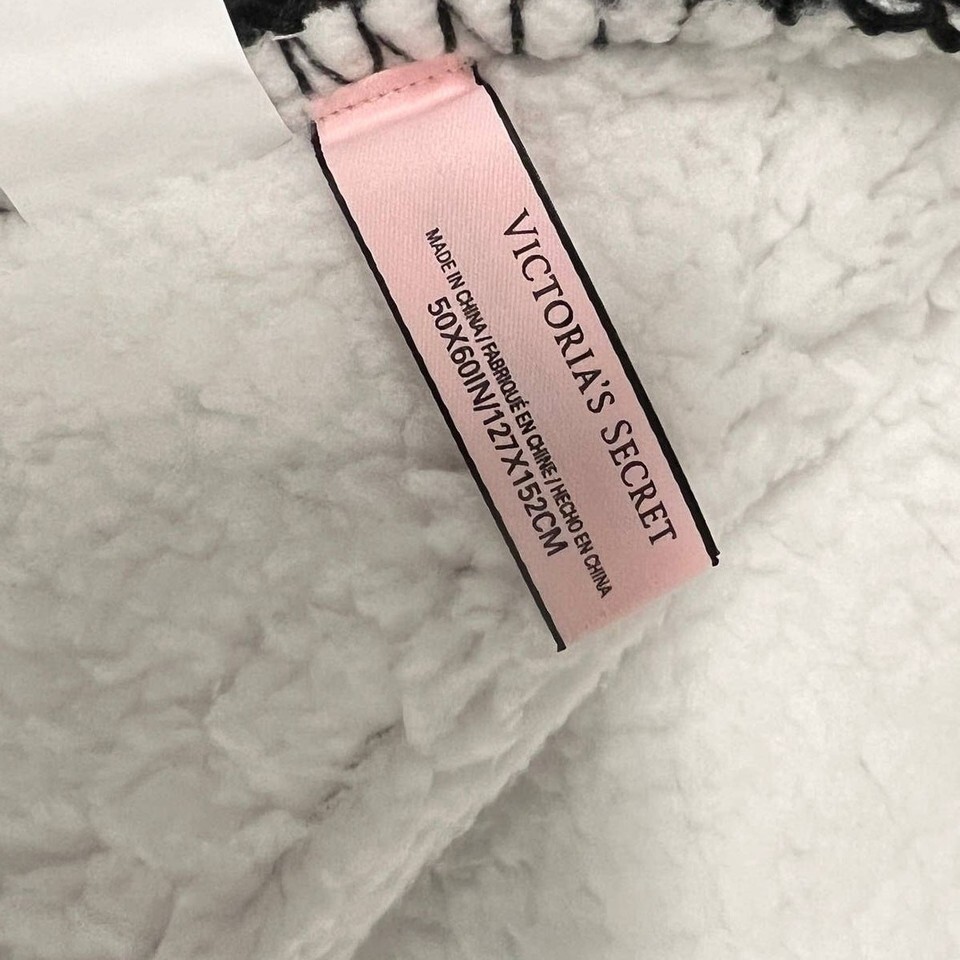 VICTORIA'S SECRET
MADE IN CHINA / FABRIQUÉ EN CHINE / HECHO EN CHINA
50X60IN/127X152CM